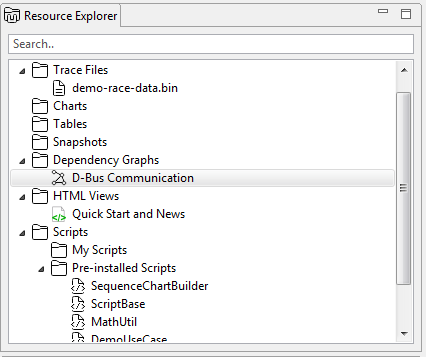 Resource Explorer
Search..
Trace Files
demo-race-data.bin
Charts
Tables
Snapshots
Dependency Graphs
D-Bus Communication
HTML Views
Quick Start and News
Scripts
My Scripts
Pre-installed Scripts
SequenceChartBuilder
ScriptBase
MathUtil
DemoUseCase